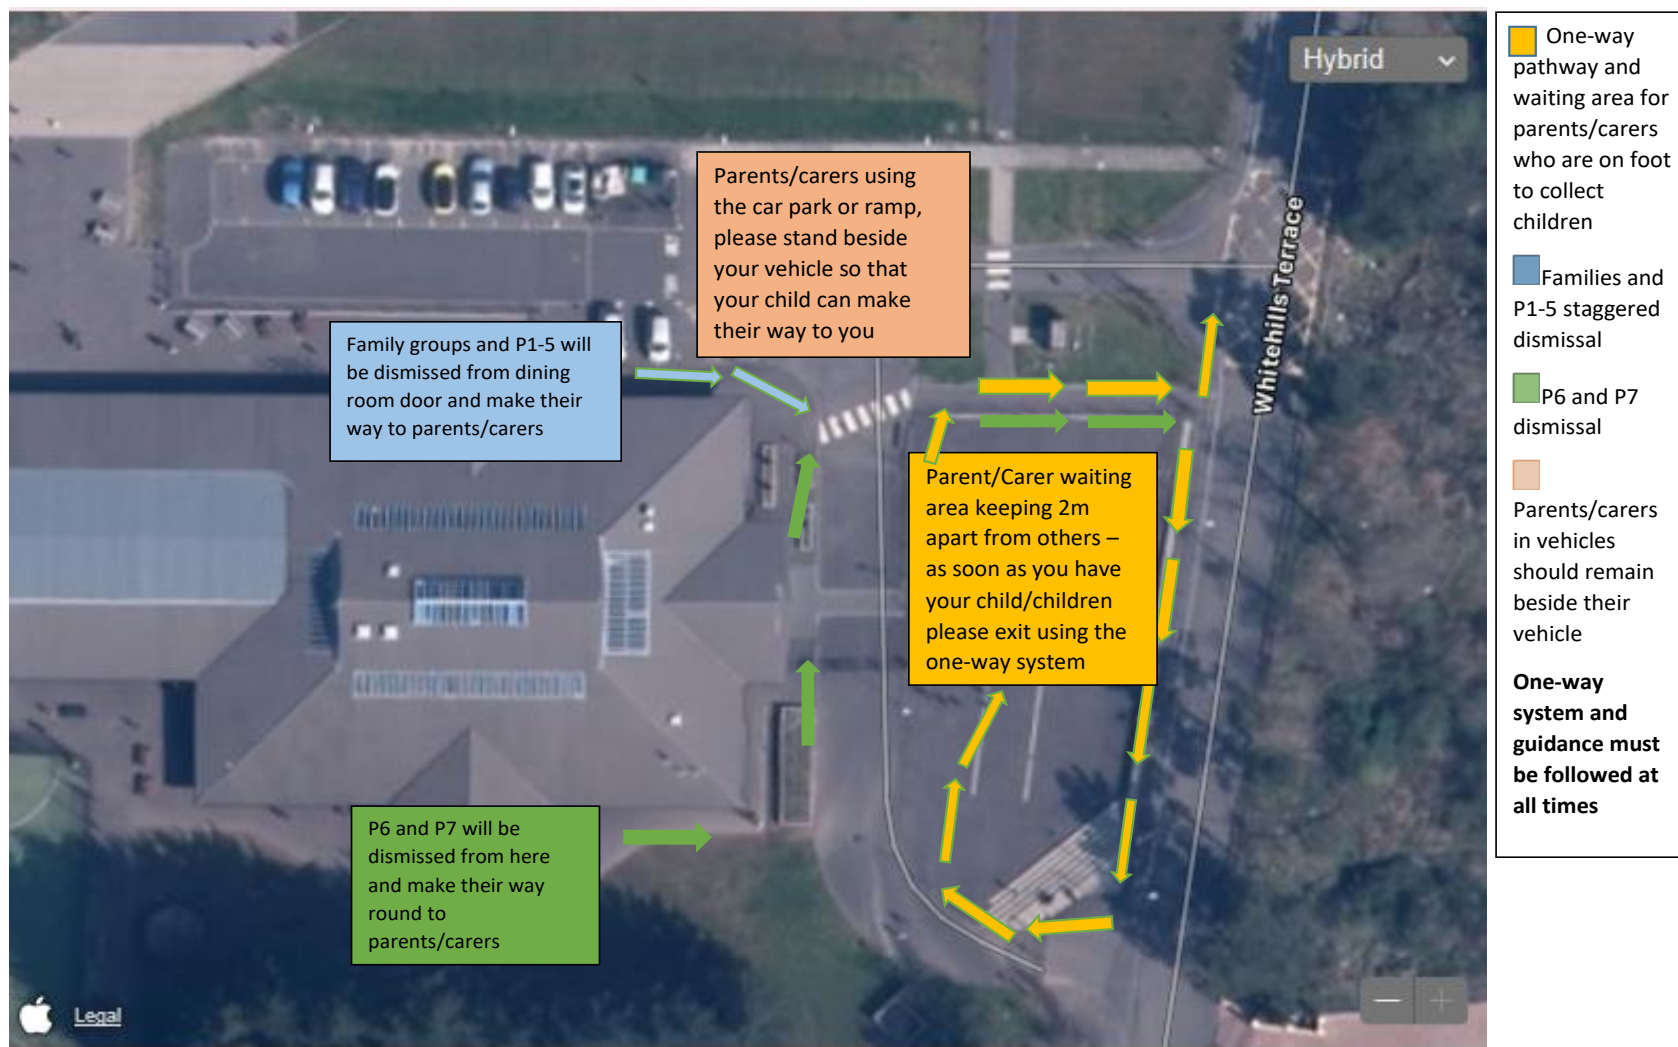 Hybrid
Parents/carers using
the car park or ramp,
please stand beside
your vehicle so that
your child can make
their way to you
Whitehills Terrace
Family groups and P1-5 will
be dismissed from dining
room door and make their
way to parents/carers
Parent/Carer waiting
area keeping 2m
apart from others –
as soon as you have
your child/children
please exit using the
one-way system
P6 and P7 will be
dismissed from here
and make their way
round to
parents/carers
Legal
One-way
pathway and
waiting area for
parents/carers
who are on foot
to collect
children
Families and
P1-5 staggered
dismissal
P6 and P7
dismissal
Parents/carers
in vehicles
should remain
beside their
vehicle
One-way
system and
guidance must
be followed at
all times